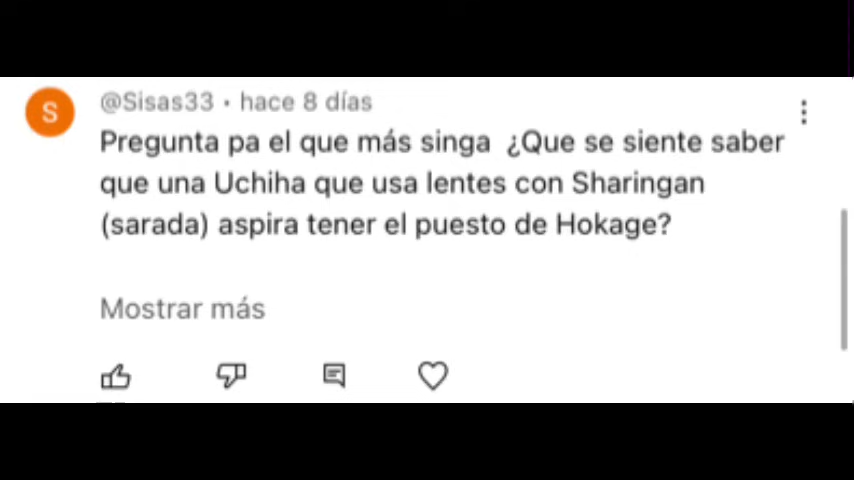 S
@Sisas33 • hace 8 días
Pregunta pa el que más singa ¿Que se siente saber
que una Uchiha que usa lentes con Sharingan
(sarada) aspira tener el puesto de Hokage?
Mostrar más